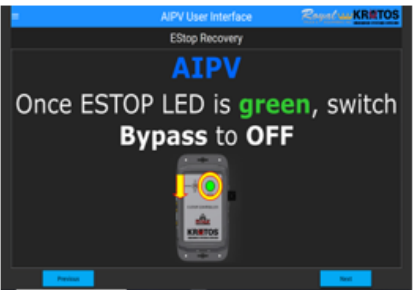 AIPV User Interface
Royal KRATOS
EStop Recovery
AIPV
Once ESTOP LED is green, switch
Bypass to OFF
KRATOS
Previous
Next